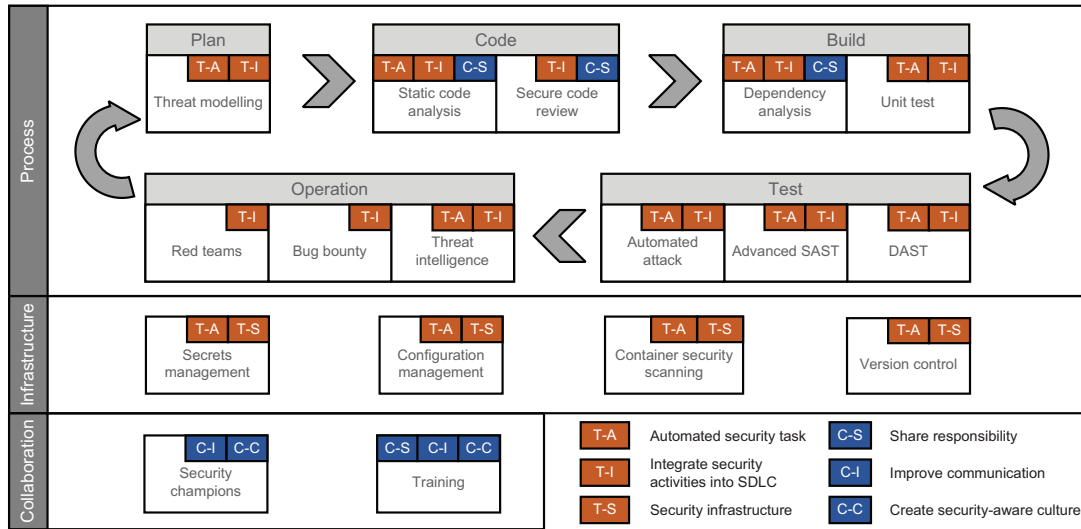 Process
Plan
T-A T-I
Threat modelling
Code
T-A T-I C-S
Static code
analysis
T-I C-S
Secure code
review
Build
T-A T-I C-S
Dependency
analysis
T-A T-I
Unit test
Operation
T-I
Red teams
T-I
Bug bounty
T-A T-I
Threat
intelligence
Test
T-A T-I
Automated
attack
T-A T-I
Advanced SAST
T-A T-I
DAST
Infrastructure
T-A T-S
Secrets
management
T-A T-S
Configuration
management
T-A T-S
Container security
scanning
T-A T-S
Version control
Collaboration
C-I C-C
Security
champions
C-S C-I C-C
Training
T-A Automated security task
T-I Integrate security
activities into SDLC
T-S Security infrastructure
C-S Share responsibility
C-I Improve communication
C-C Create security-aware culture